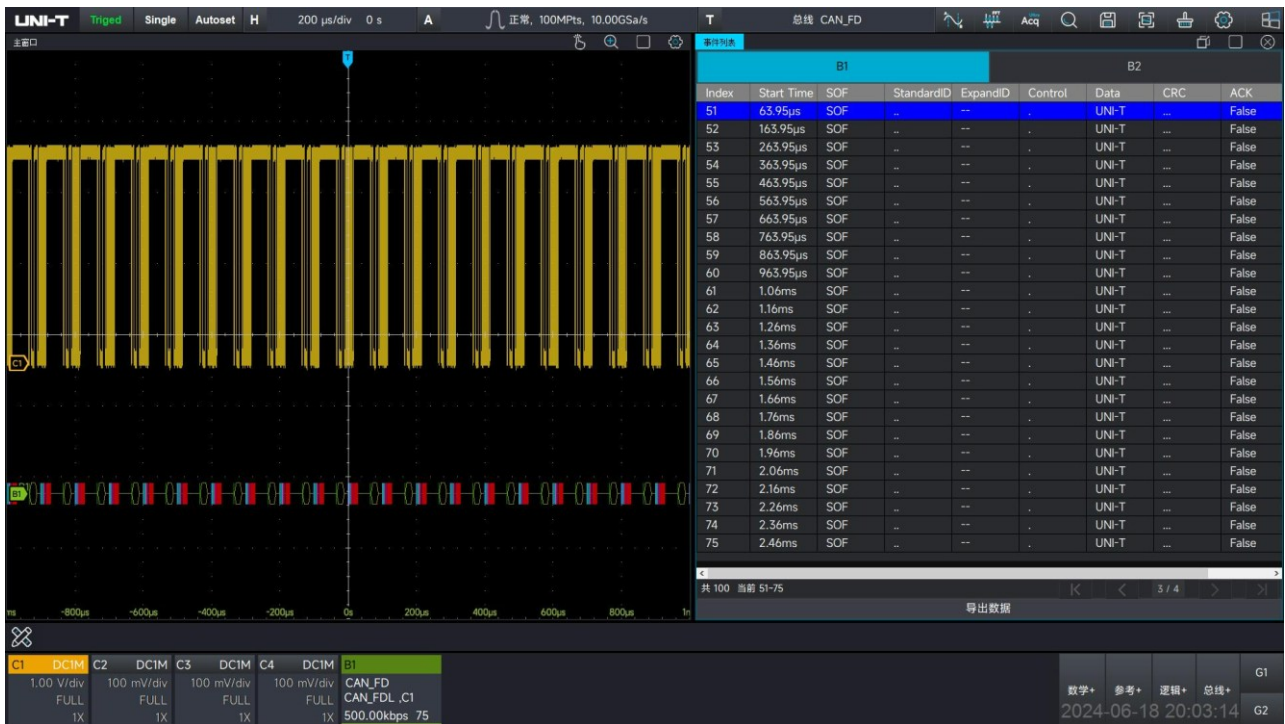 UNI-T Triged Single Autoset H 200 μs/div 0 s A 正常, 100MPts, 10.00GSa/s T 总线 CAN_FD Acq
主窗口
T
事件列表
B1 B2
Index Start Time SOF StandardID ExpandID Control Data CRC ACK
51 63.95μs SOF .. -- . UNI-T ... False
52 163.95μs SOF .. -- . UNI-T ... False
53 263.95μs SOF .. -- . UNI-T ... False
54 363.95μs SOF .. -- . UNI-T ... False
55 463.95μs SOF .. -- . UNI-T ... False
56 563.95μs SOF .. -- . UNI-T ... False
57 663.95μs SOF .. -- . UNI-T ... False
58 763.95μs SOF .. -- . UNI-T ... False
59 863.95μs SOF .. -- . UNI-T ... False
60 963.95μs SOF .. -- . UNI-T ... False
61 1.06ms SOF .. -- . UNI-T ... False
62 1.16ms SOF .. -- . UNI-T ... False
63 1.26ms SOF .. -- . UNI-T ... False
64 1.36ms SOF .. -- . UNI-T ... False
65 1.46ms SOF .. -- . UNI-T ... False
66 1.56ms SOF .. -- . UNI-T ... False
67 1.66ms SOF .. -- . UNI-T ... False
68 1.76ms SOF .. -- . UNI-T ... False
69 1.86ms SOF .. -- . UNI-T ... False
70 1.96ms SOF .. -- . UNI-T ... False
71 2.06ms SOF .. -- . UNI-T ... False
72 2.16ms SOF .. -- . UNI-T ... False
73 2.26ms SOF .. -- . UNI-T ... False
74 2.36ms SOF .. -- . UNI-T ... False
75 2.46ms SOF .. -- . UNI-T ... False
共 100 当前 51-75 3 / 4
导出数据
C1
B1
ms -800μs -600μs -400μs -200μs 0s 200μs 400μs 600μs 800μs 1m
C1 DC1M C2 DC1M C3 DC1M C4 DC1M B1
1.00 V/div 100 mV/div 100 mV/div 100 mV/div CAN_FD
FULL FULL FULL FULL CAN_FDL ,C1
1X 1X 1X 1X 500.00kbps 75
数学+ 参考+ 逻辑+ 总线+ G1
2024-06-18 20:03:14 G2